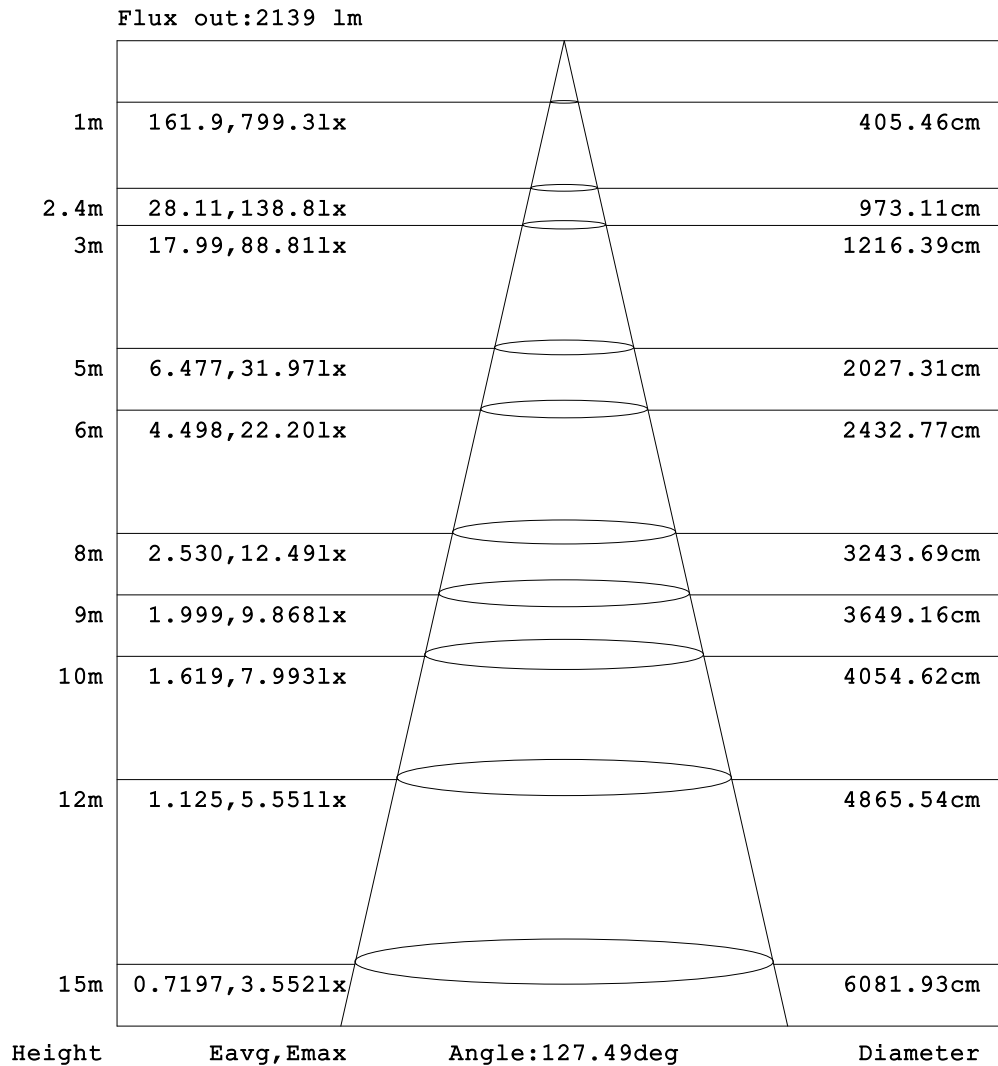 Flux out:2139 lm
1m 161.9,799.3lx 405.46cm
2.4m 28.11,138.8lx 973.11cm
3m 17.99,88.81lx 1216.39cm
5m 6.477,31.97lx 2027.31cm
6m 4.498,22.20lx 2432.77cm
8m 2.530,12.49lx 3243.69cm
9m 1.999,9.868lx 3649.16cm
10m 1.619,7.993lx 4054.62cm
12m 1.125,5.551lx 4865.54cm
15m 0.7197,3.552lx 6081.93cm
Height Eavg,Emax Angle:127.49deg Diameter